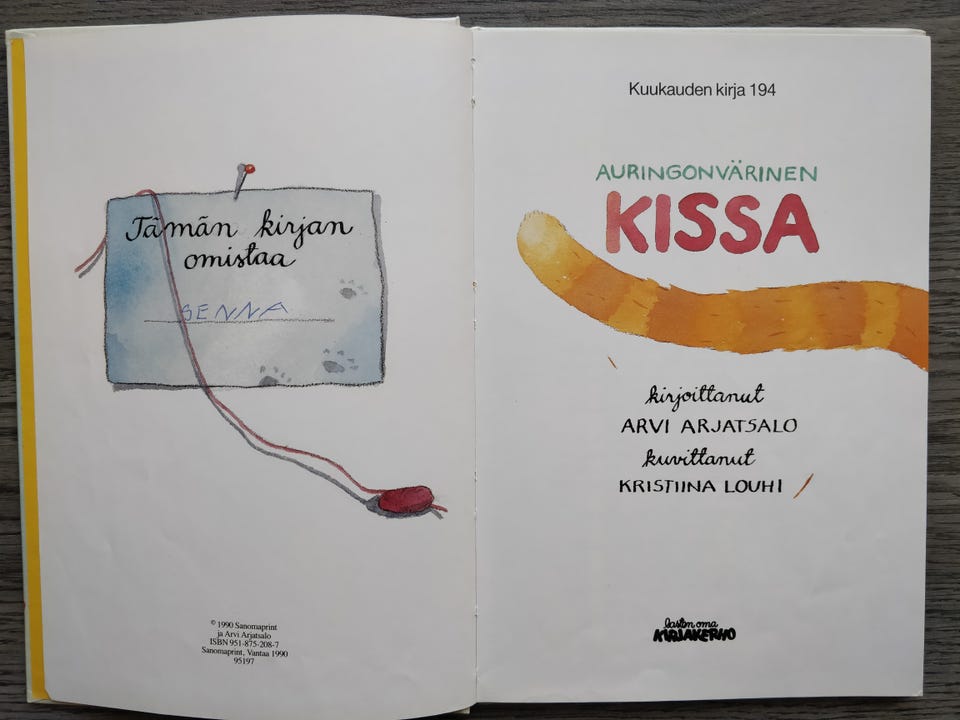 Tämän kirjan
omistaa
SENNA
© 1990 Sanomaprint
ja Arvi Arjatsalo
ISBN 951-875-208-7
Sanomaprint, Vantaa 1990
95197
Kuukauden kirja 194
AURINGONVÄRINEN
KISSA
kirjoittanut
ARVI ARJATSALO
kuvittanut
KRISTIINA LOUHI
lasten oma
KIRJAKERHO